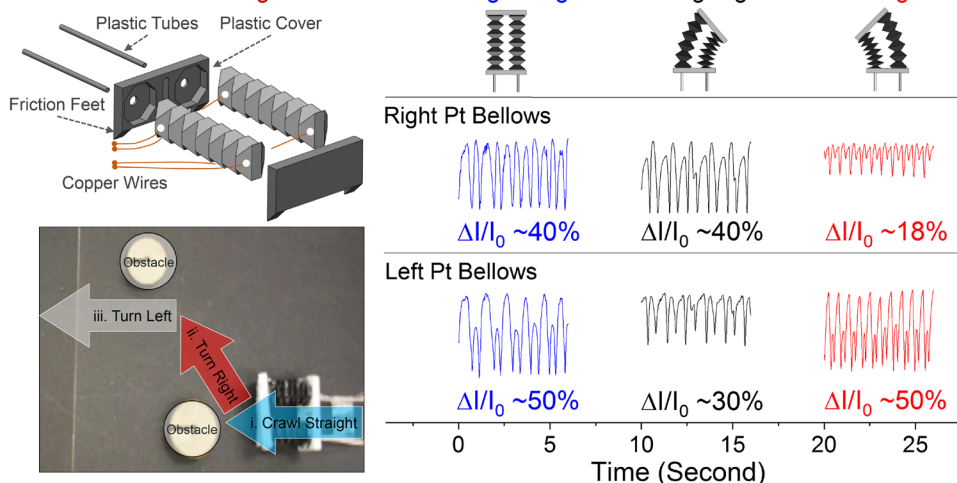 Plastic Tubes
Plastic Cover
Friction Feet
Copper Wires
Obstacle
iii. Turn Left
ii. Turn Right
Obstacle
i. Crawl Straight
Right Pt Bellows
ΔI/I₀ ~40%
ΔI/I₀ ~40%
ΔI/I₀ ~18%
Left Pt Bellows
ΔI/I₀ ~50%
ΔI/I₀ ~30%
ΔI/I₀ ~50%
0 5 10 15 20 25
Time (Second)